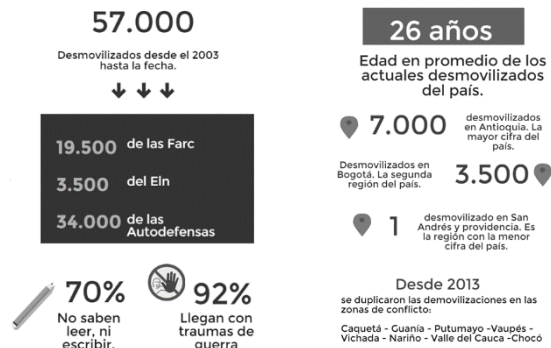 57.000
Desmovilizados desde el 2003
hasta la fecha.
19.500 de las Farc
3.500 del Eln
34.000 de las
Autodefensas
70%
No saben
leer, ni
escribir.
92%
Llegan con
traumas de
guerra
26 años
Edad en promedio de los
actuales desmovilizados
del país.
7.000
desmovilizados
en Antioquia. La
mayor cifra del
país.
Desmovilizados en
Bogotá. La segunda
región del país.
3.500
1
desmovilizado en San
Andrés y providencia. Es
la región con la menor
cifra del país.
Desde 2013
se duplicaron las demovilizaciones en las
zonas de conflicto:
Caquetá - Guanía - Putumayo -Vaupés -
Vichada - Nariño - Valle del Cauca -Chocó